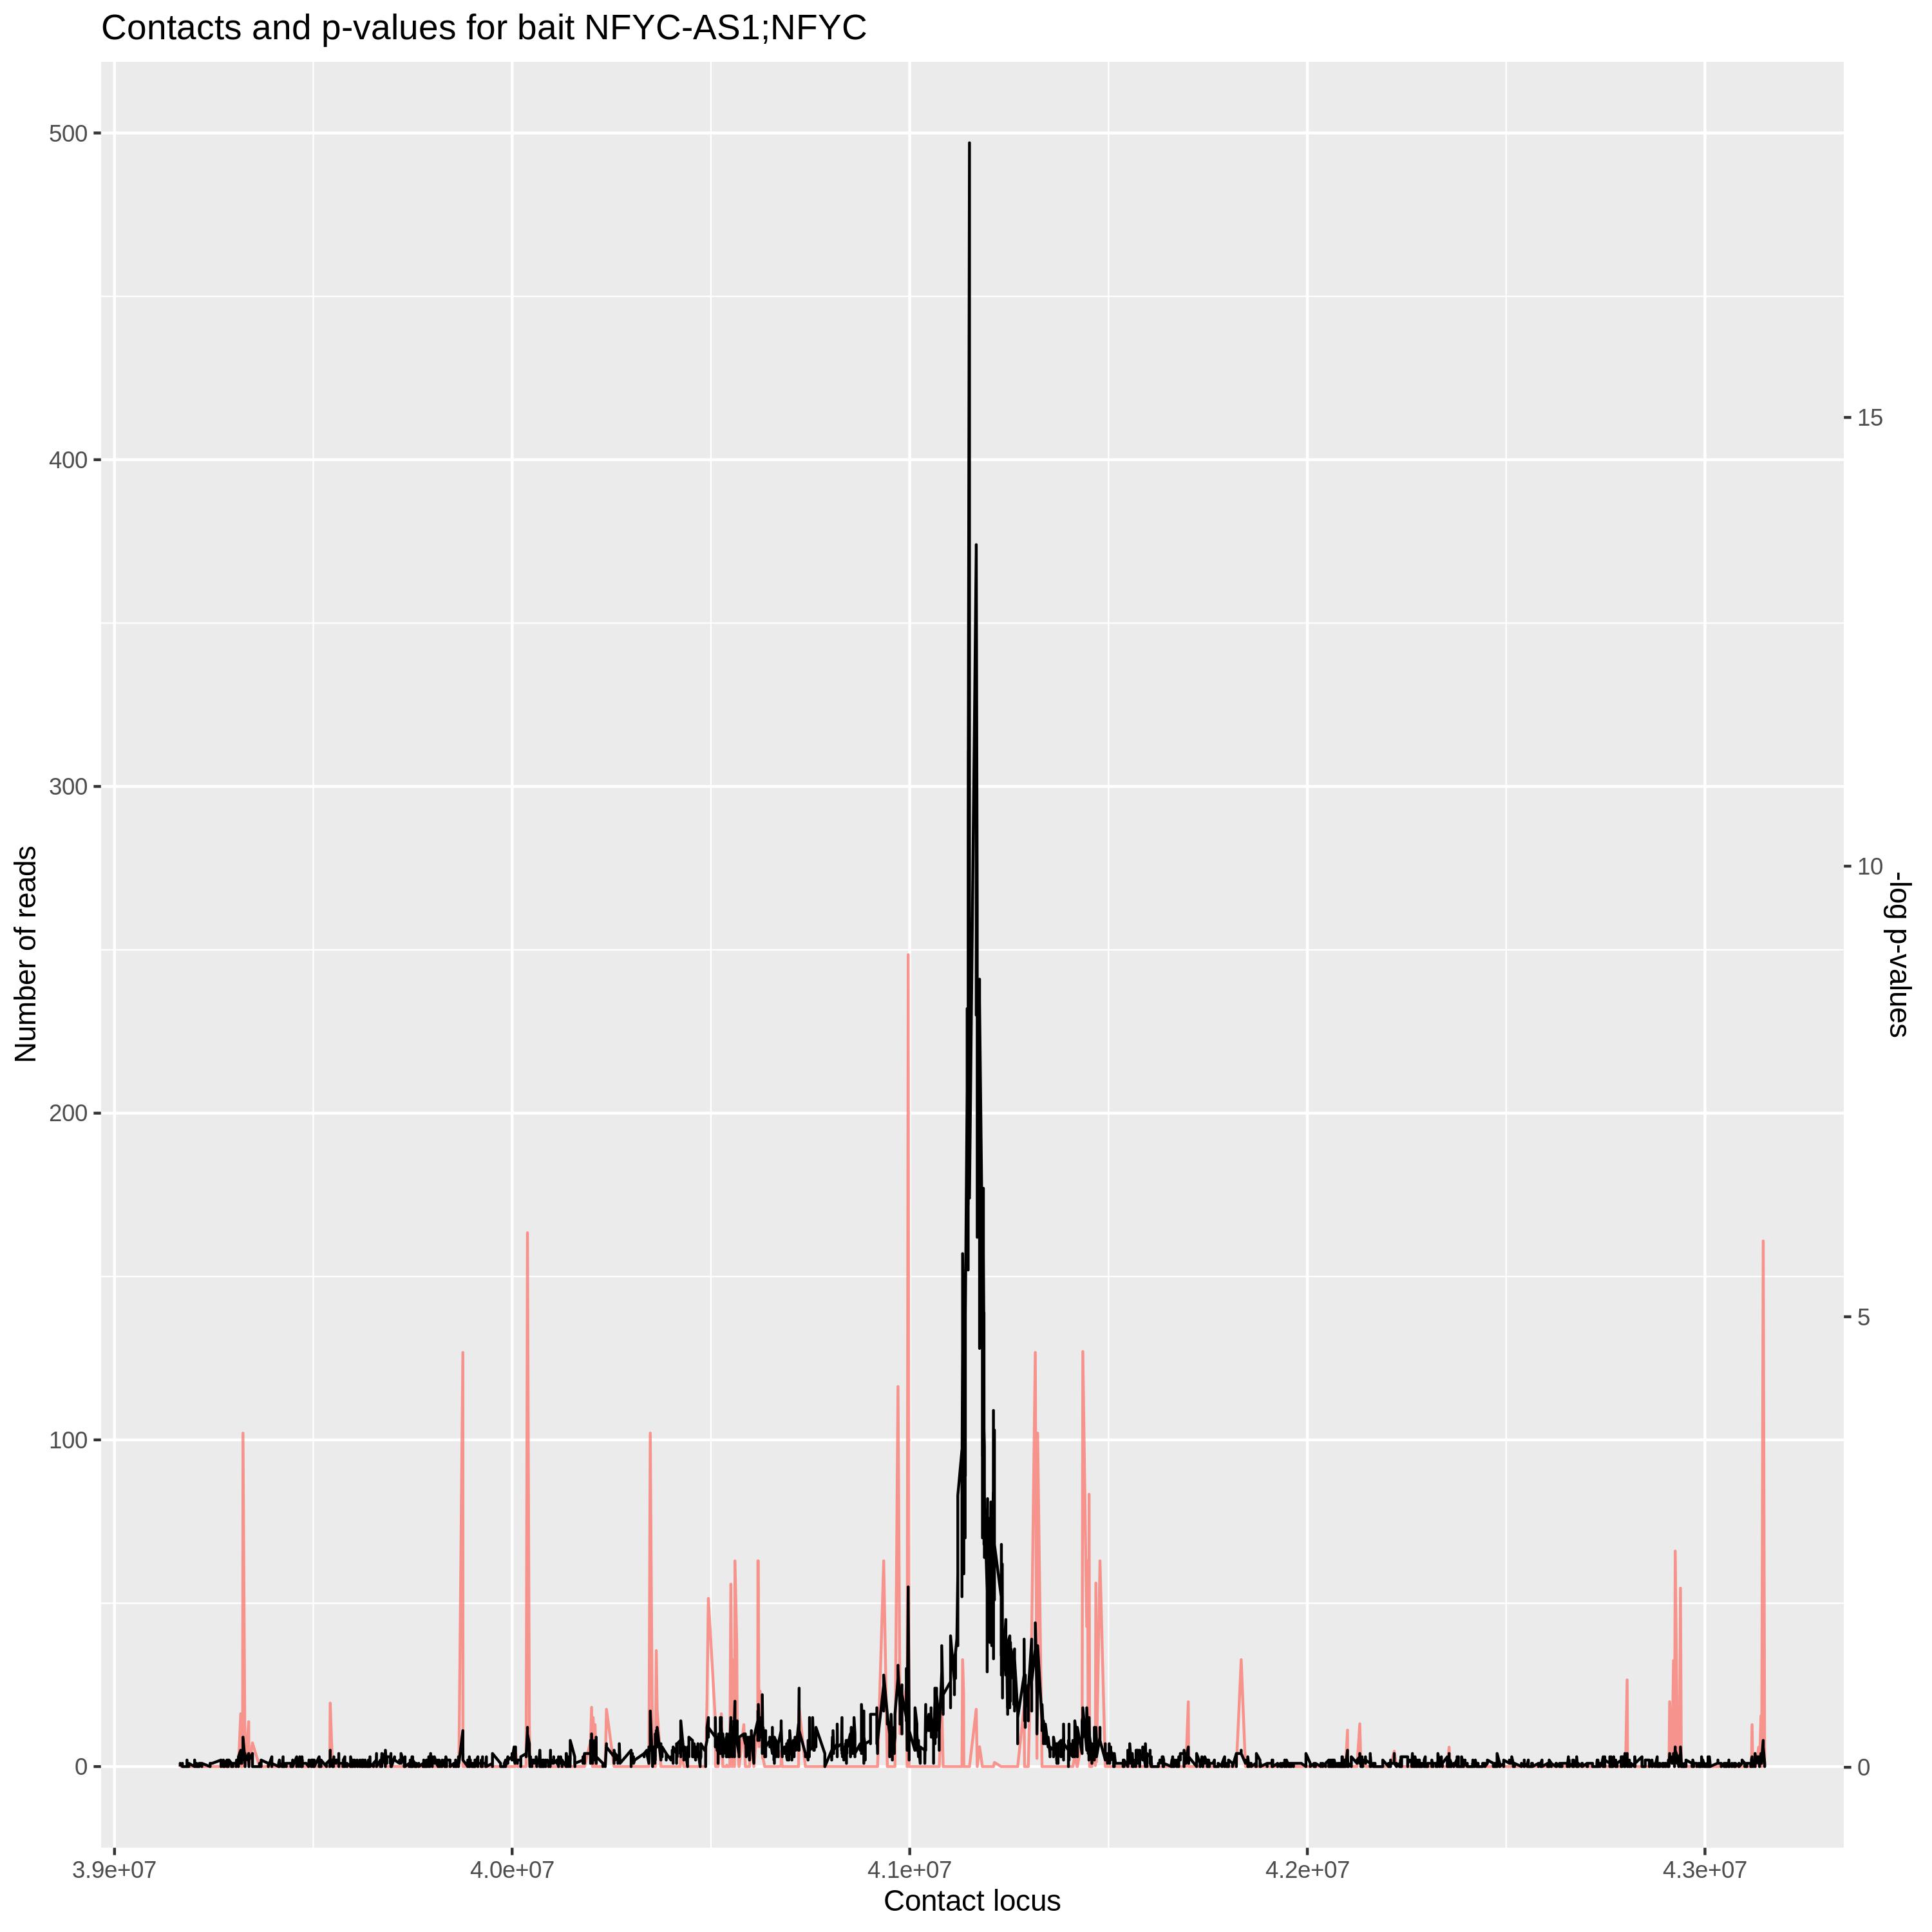 Contacts and p-values for bait NFYC-AS1;NFYC
500
400
300
200
100
0
Number of reads
15
10
5
0
-log p-values
3.9e+07
4.0e+07
4.1e+07
4.2e+07
4.3e+07
Contact locus